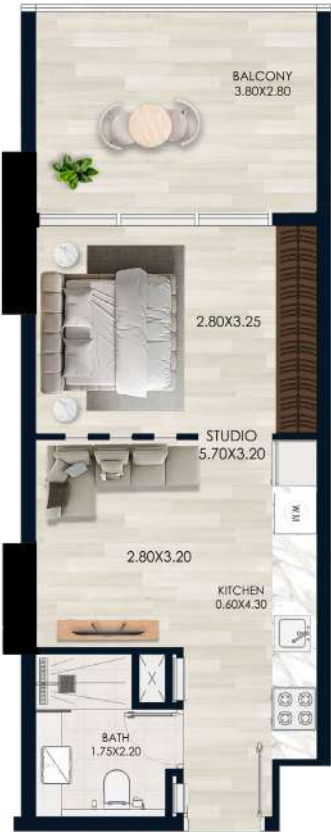 BALCONY
3.80X2.80
2.80X3.25
STUDIO
5.70X3.20
W.M
2.80X3.20
KITCHEN
0.60X4.30
BATH
1.75X2.20